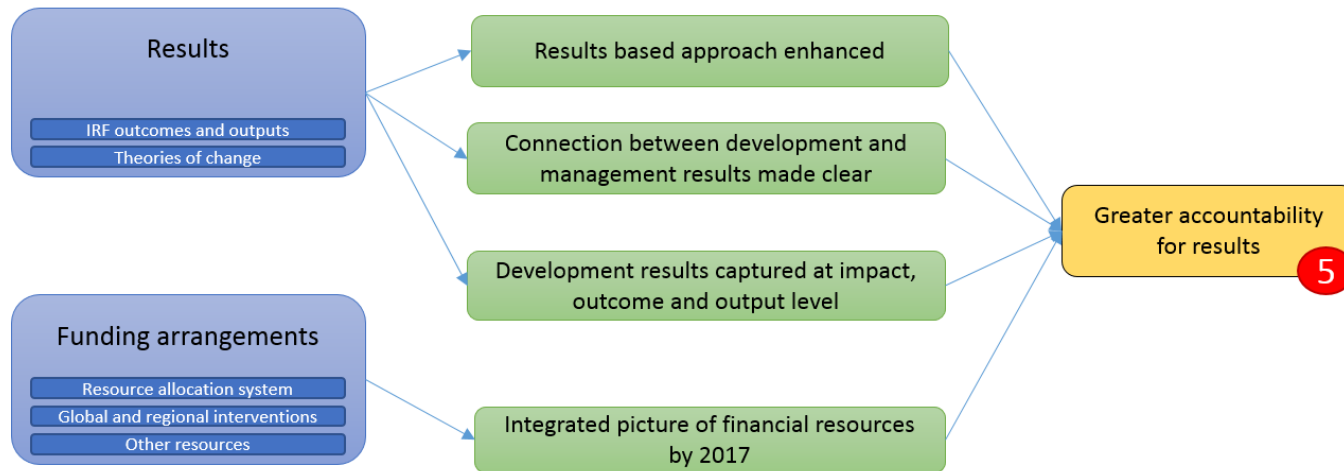 Results
IRF outcomes and outputs
Theories of change
Funding arrangements
Resource allocation system
Global and regional interventions
Other resources
Results based approach enhanced
Connection between development and
management results made clear
Development results captured at impact,
outcome and output level
Integrated picture of financial resources
by 2017
Greater accountability
for results
5